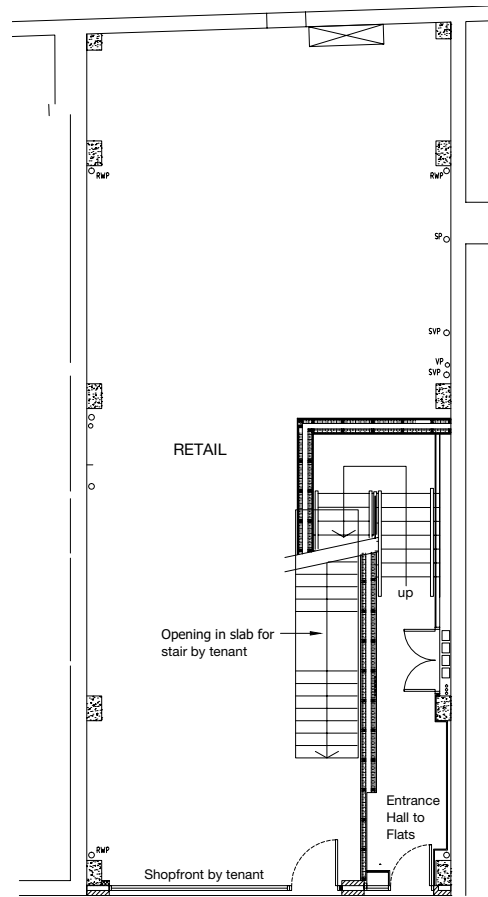 RWP
RWP
SP
SVP
VP
SVP
RETAIL
up
Opening in slab for
stair by tenant
Entrance
Hall to
Flats
RWP
Shopfront by tenant